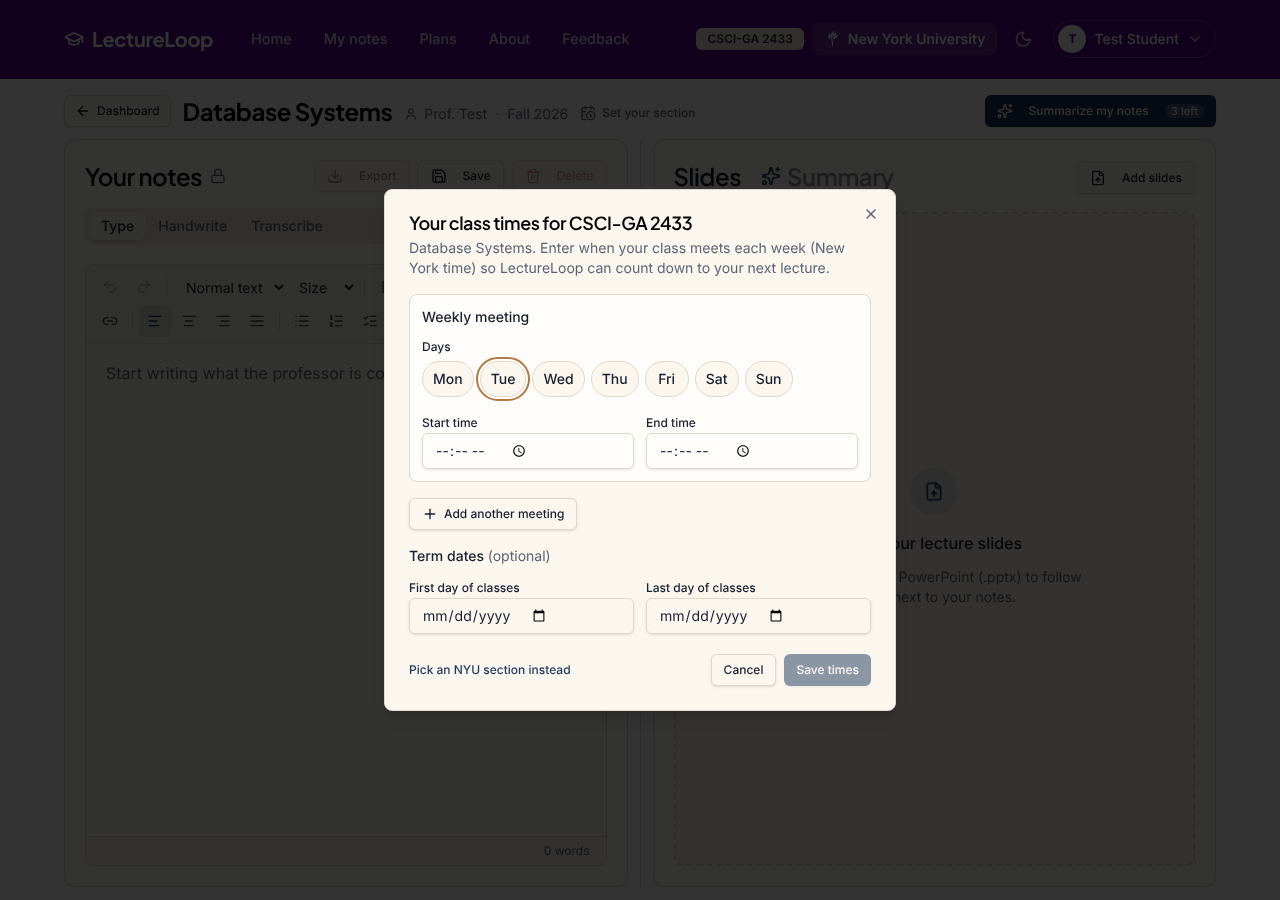 LectureLoop
Home
My notes
Plans
About
Feedback
CSCI-GA 2433
New York University
T
Test Student
Dashboard
Database Systems
Prof. Test · Fall 2026
Set your section
Summarize my notes
3 left
Your notes
Export
Save
Delete
Slides
Summary
Add slides
Type
Handwrite
Transcribe
Normal text
Size
Start writing what the professor is co
0 words
our lecture slides
PowerPoint (.pptx) to follow
next to your notes.
Your class times for CSCI-GA 2433
Database Systems. Enter when your class meets each week (New
York time) so LectureLoop can count down to your next lecture.
Weekly meeting
Days
Mon
Tue
Wed
Thu
Fri
Sat
Sun
Start time
End time
--:-- --
--:-- --
Add another meeting
Term dates (optional)
First day of classes
Last day of classes
mm/dd/yyyy
mm/dd/yyyy
Pick an NYU section instead
Cancel
Save times